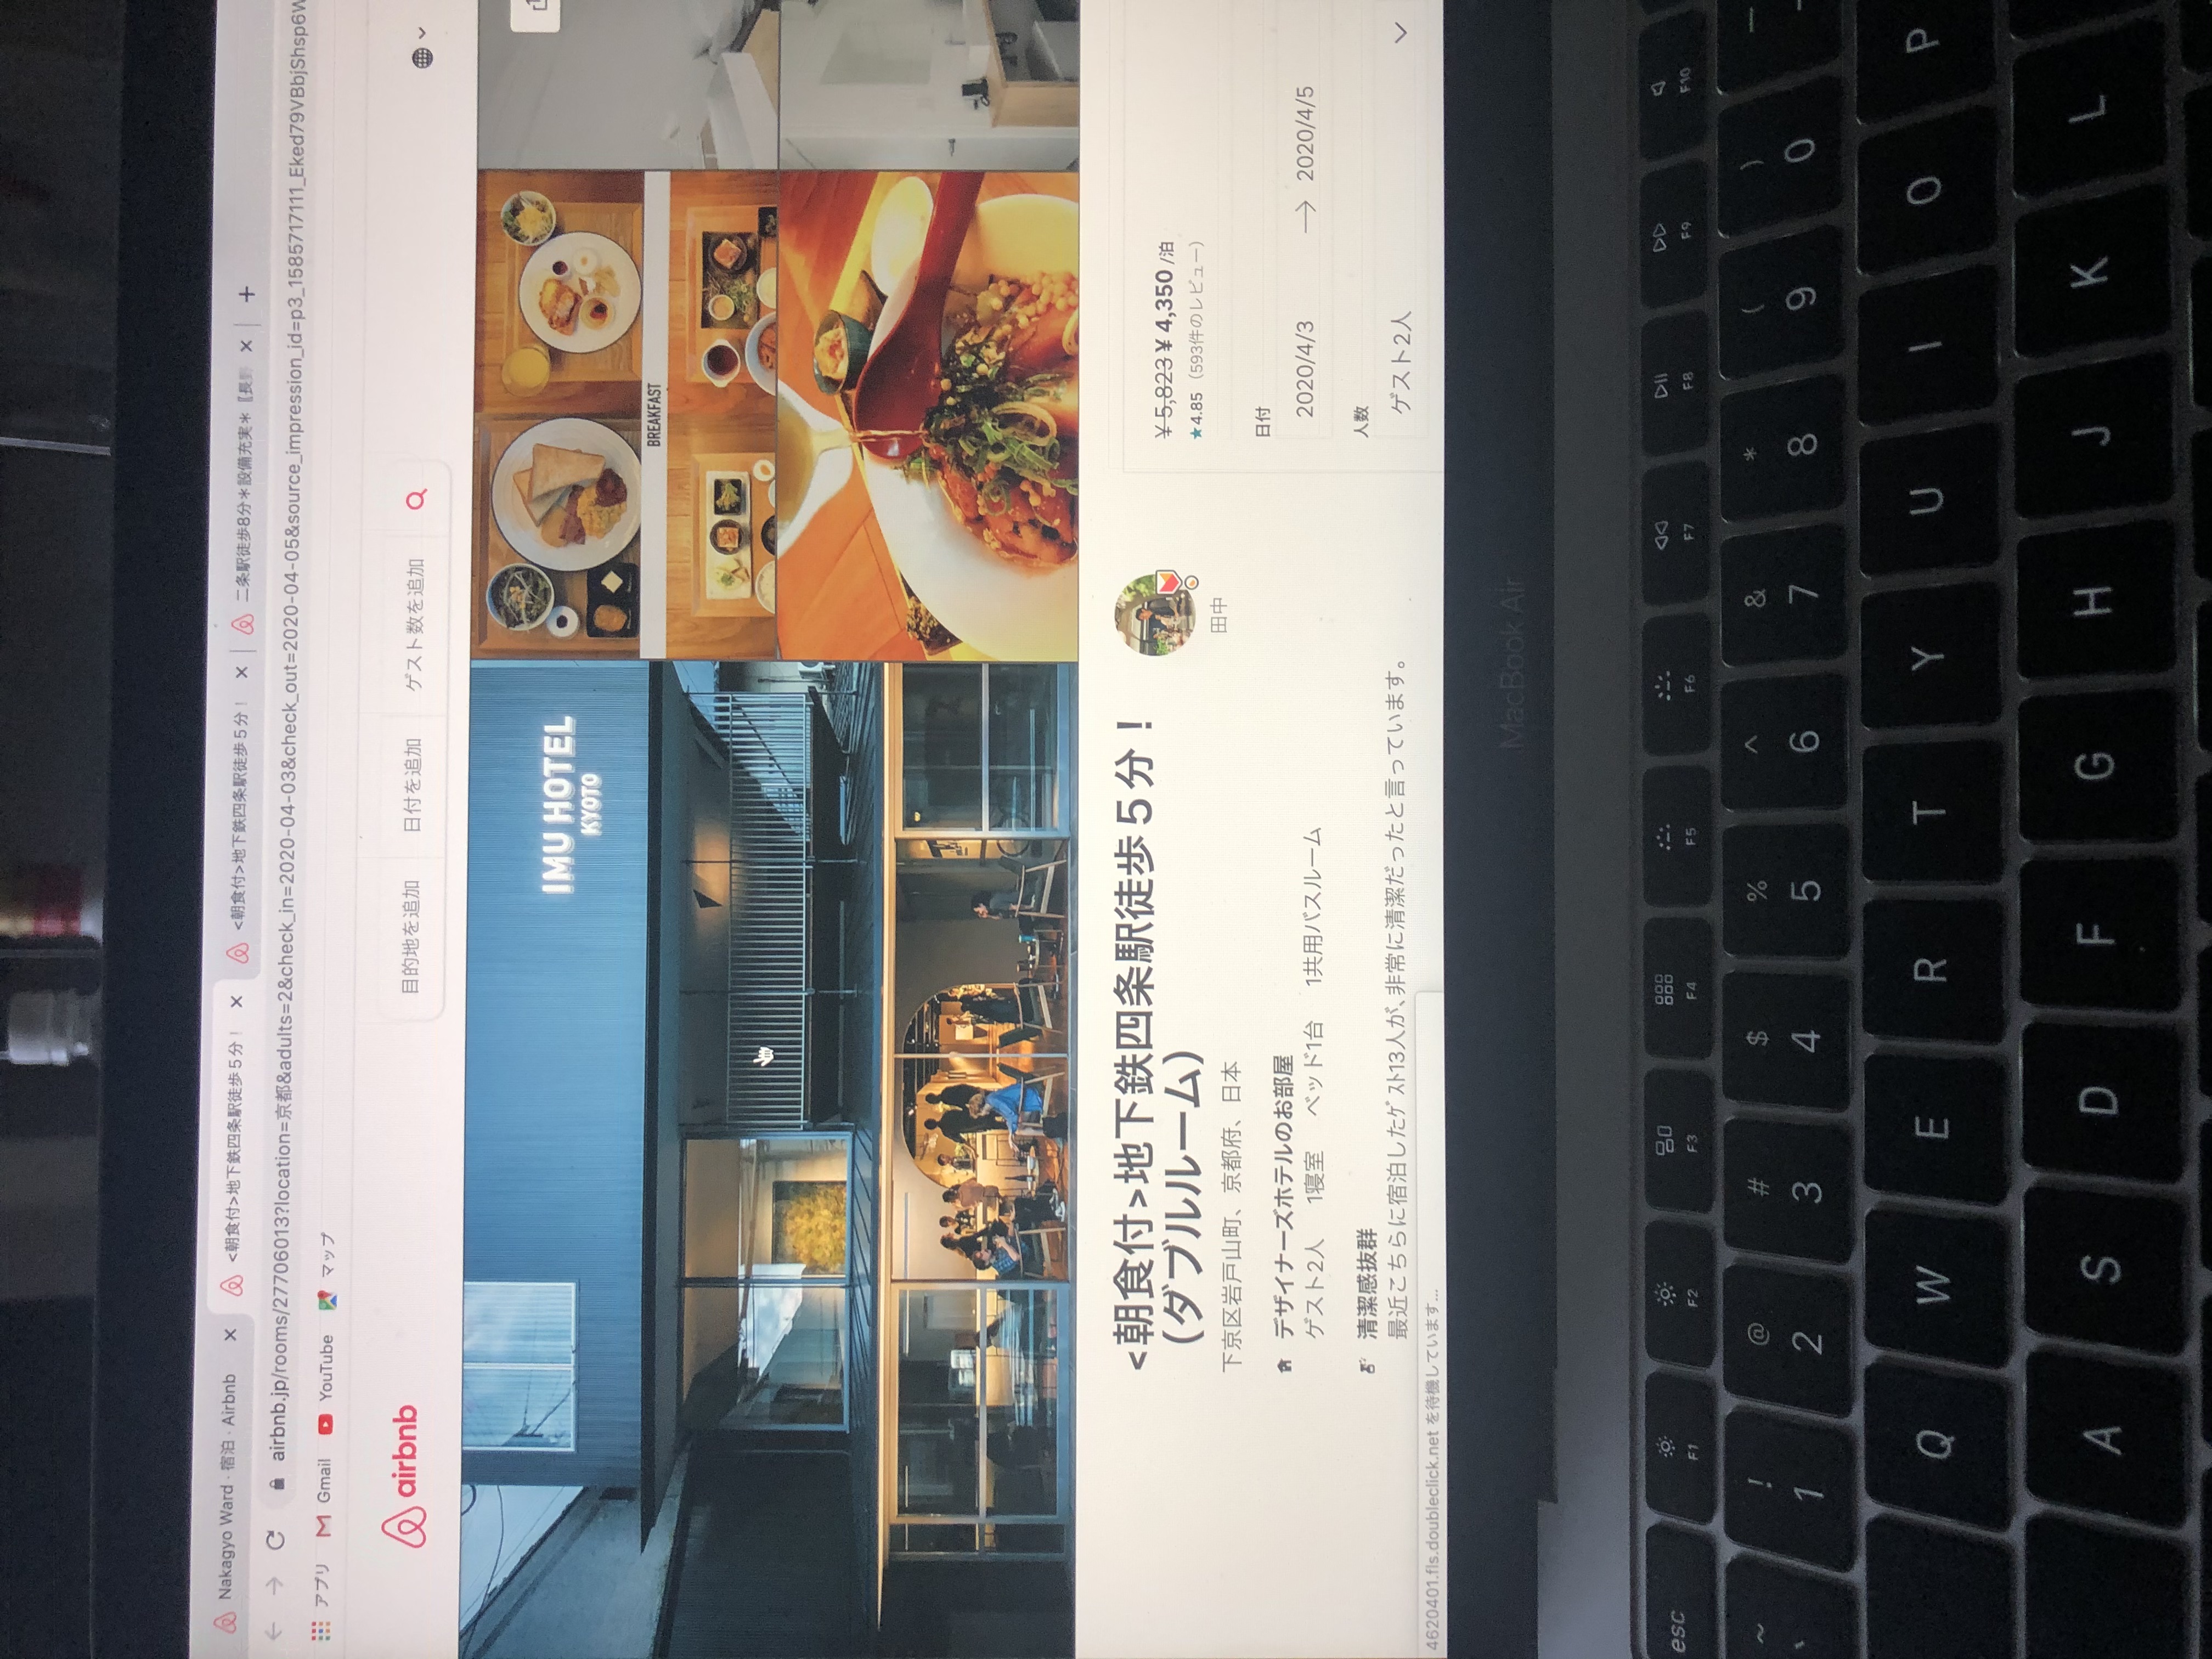 Nakagyo Ward · 宿泊 · Airbnb
<朝食付>地下鉄四条駅徒歩５分！
<朝食付>地下鉄四条駅徒歩５分！
二条駅徒歩8分＊設備充実＊〖長野
airbnb.jp/rooms/27706013?location=京都&adults=2&check_in=2020-04-03&check_out=2020-04-05&source_impression_id=p3_1585717111_Eked79VBbjShsp6W
アプリ Gmail YouTube マップ
airbnb
目的地を追加 日付を追加 ゲスト数を追加
IMU HOTEL
KYOTO
BREAKFAST
<朝食付>地下鉄四条駅徒歩５分！
（ダブルルーム）
田中
下京区岩戸山町、京都府、日本
デザイナーズホテルのお部屋
ゲスト2人 1寝室 ベッド1台 1共用バスルーム
清潔感抜群
最近こちらに宿泊したゲスト13人が、非常に清潔だったと言っています。
¥5,823 ¥4,350 /泊
★4.85（593件のレビュー）
日付
2020/4/3 → 2020/4/5
人数
ゲスト2人
4620401.fls.doubleclick.net を待機しています...
MacBook Air
esc F1 F2 F3 F4 F5 F6 F7 F8 F9 F10
~ ! @ # $ % ^ & * ( ) —
` 1 2 3 4 5 6 7 8 9 0 -
Q W E R T Y U I O P
A S D F G H J K L